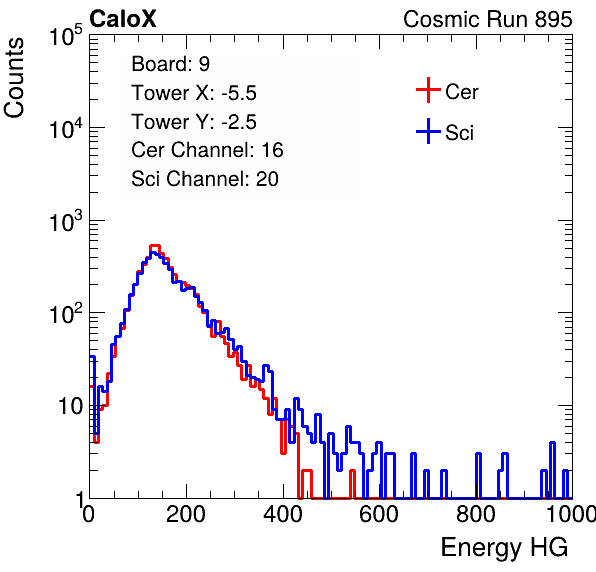 CaloX Cosmic Run 895
Counts
10^5
10^4
10^3
10^2
10
1
Board: 9
Tower X: -5.5
Tower Y: -2.5
Cer Channel: 16
Sci Channel: 20
Cer
Sci
0 200 400 600 800 1000
Energy HG